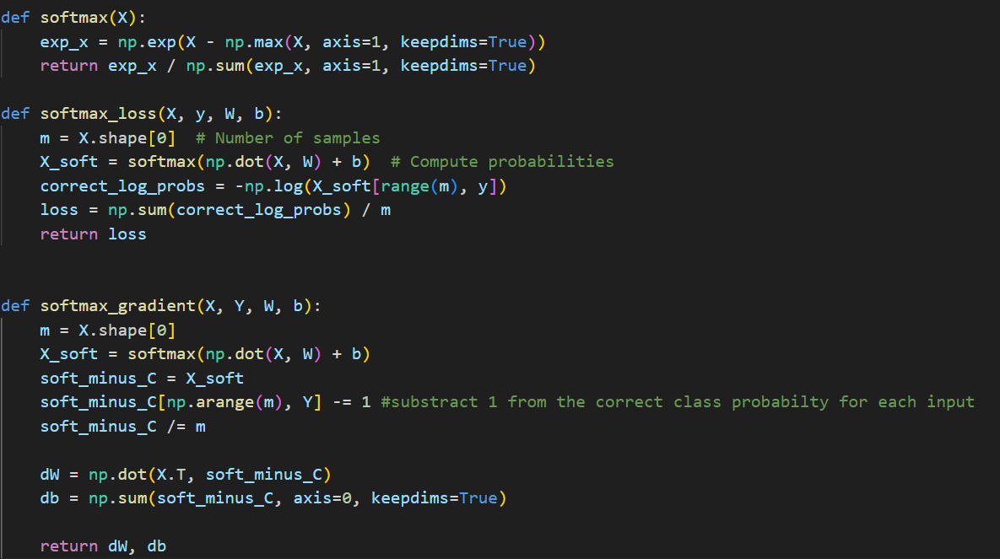 def softmax(X):
    exp_x = np.exp(X - np.max(X, axis=1, keepdims=True))
    return exp_x / np.sum(exp_x, axis=1, keepdims=True)

def softmax_loss(X, y, W, b):
    m = X.shape[0]  # Number of samples
    X_soft = softmax(np.dot(X, W) + b)  # Compute probabilities
    correct_log_probs = -np.log(X_soft[range(m), y])
    loss = np.sum(correct_log_probs) / m
    return loss


def softmax_gradient(X, Y, W, b):
    m = X.shape[0]
    X_soft = softmax(np.dot(X, W) + b)
    soft_minus_C = X_soft
    soft_minus_C[np.arange(m), Y] -= 1 #substract 1 from the correct class probabilty for each input
    soft_minus_C /= m

    dW = np.dot(X.T, soft_minus_C)
    db = np.sum(soft_minus_C, axis=0, keepdims=True)

    return dW, db